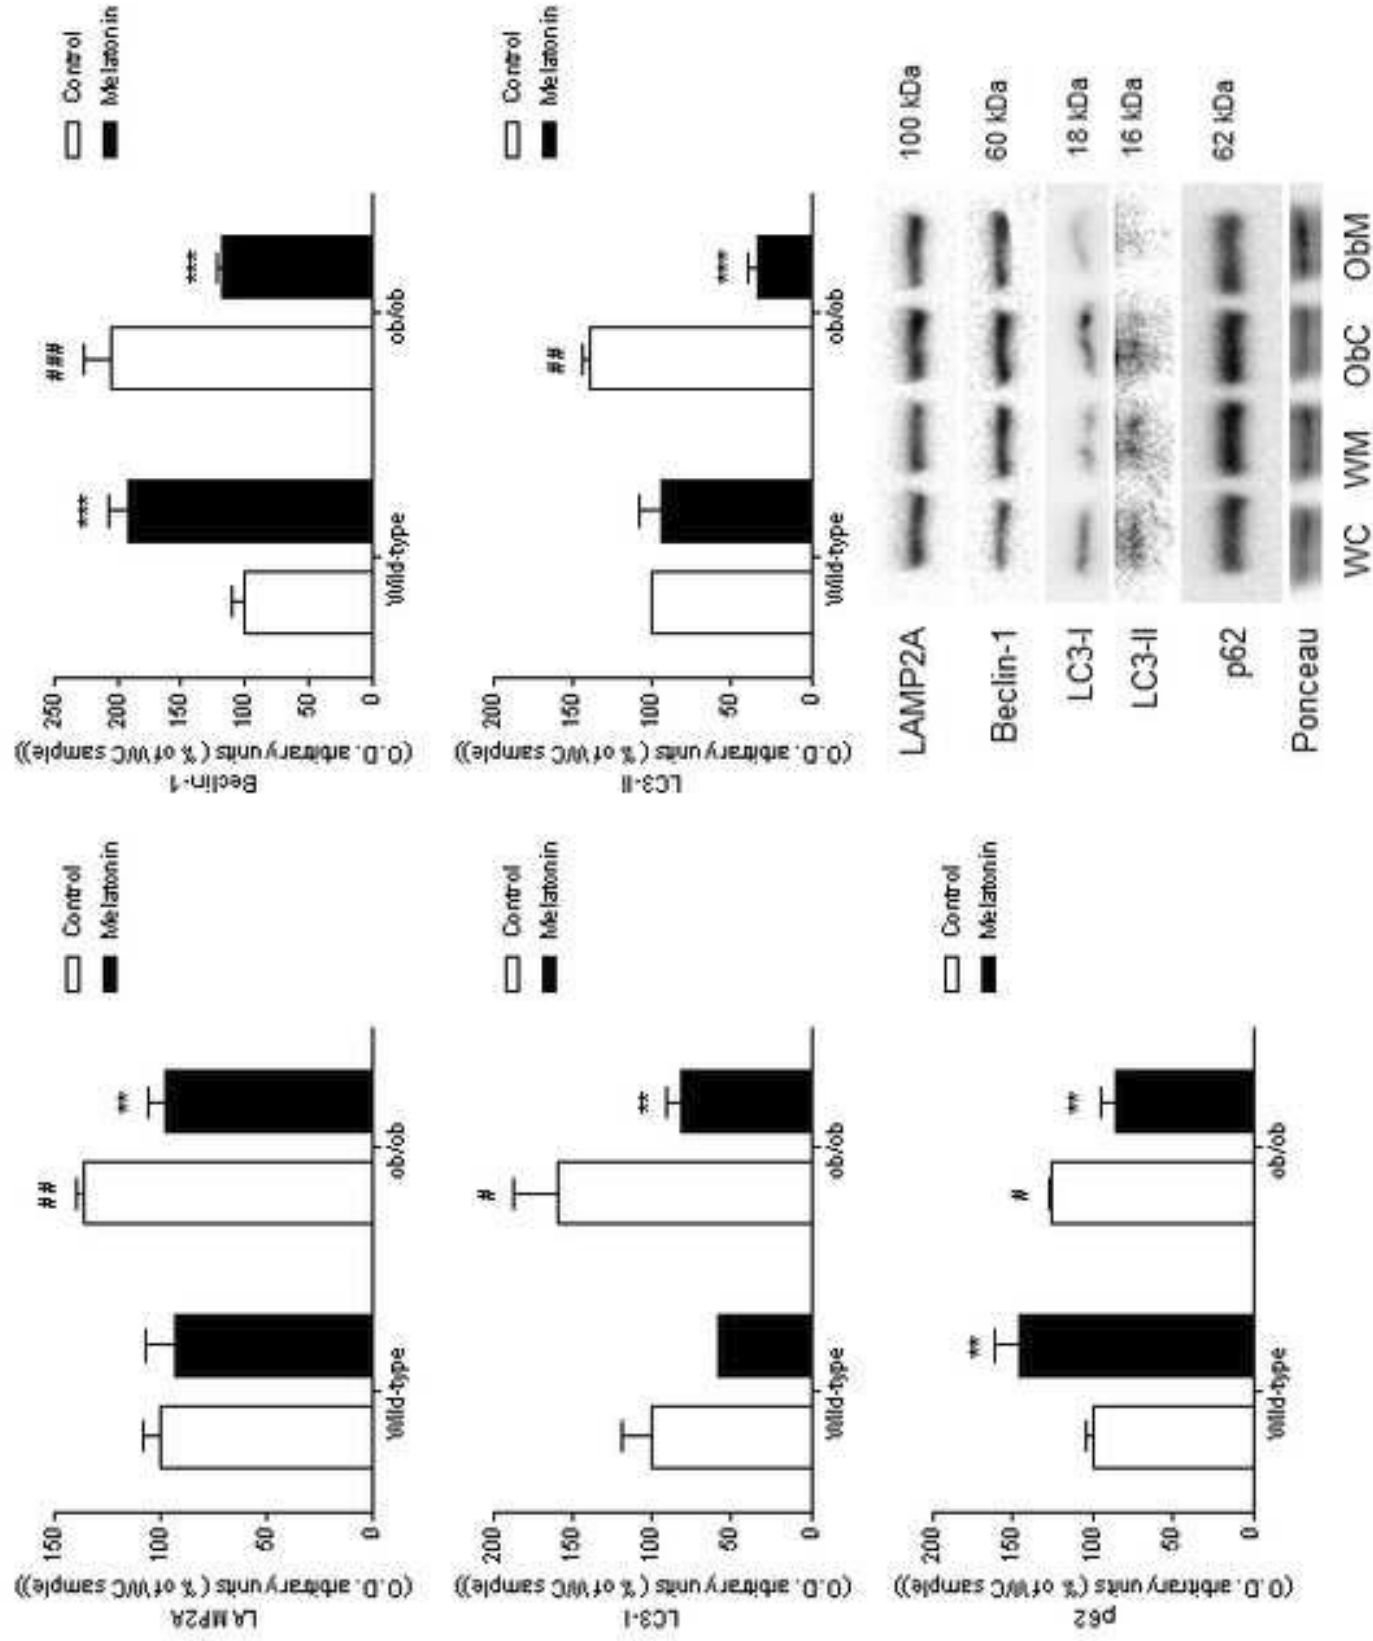 LAMP2A
(O.D. arbitrary units (% of WC sample))
150
100
50
0
##
**
Wild-type
ob/ob
Control
Melatonin
Beclin-1
(O.D. arbitrary units (% of WC sample))
250
200
150
100
50
0
***
###
***
Wild-type
ob/ob
Control
Melatonin
LC3-I
(O.D. arbitrary units (% of WC sample))
200
150
100
50
0
#
**
Wild-type
ob/ob
LC3-II
(O.D. arbitrary units (% of WC sample))
200
150
100
50
0
##
***
Wild-type
ob/ob
Control
Melatonin
Control
Melatonin
p62
(O.D. arbitrary units (% of WC sample))
200
150
100
50
0
**
#
**
Wild-type
ob/ob
Control
Melatonin
LAMP2A 100 kDa
Beclin-1 60 kDa
LC3-I 18 kDa
LC3-II 16 kDa
p62 62 kDa
Ponceau
WC WM ObC ObM